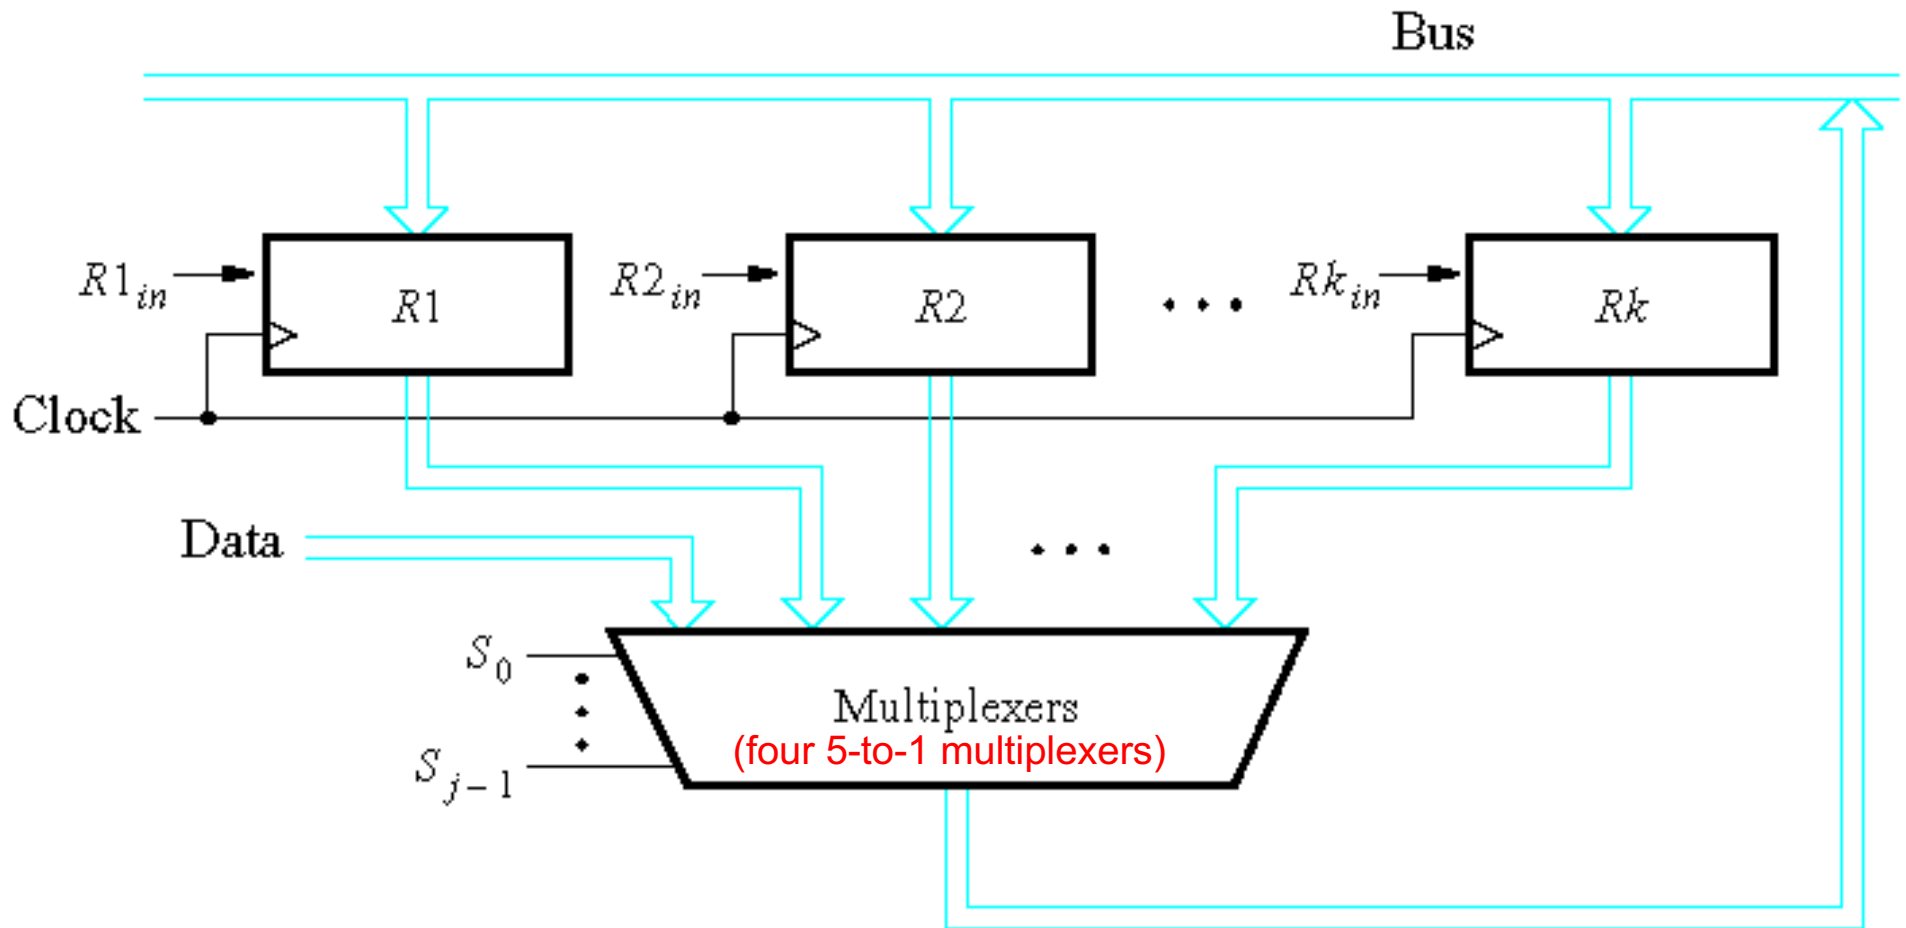 Bus
R1in
R1
R2in
R2
Rkin
Rk
Clock
Data
S0
Multiplexers
(four 5-to-1 multiplexers)
Sj−1